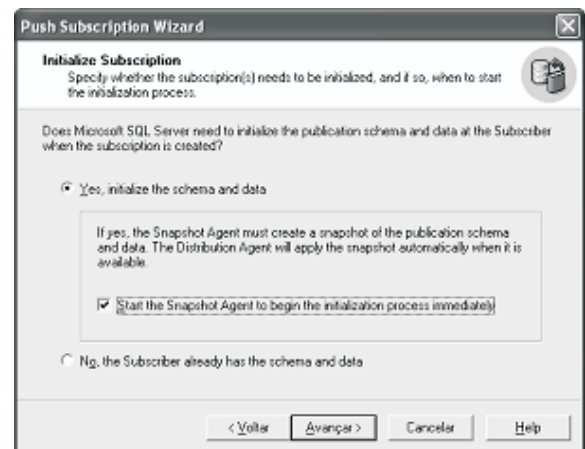 Push Subscription Wizard
Initialize Subscription
Specify whether the subscription(s) needs to be initialized, and if so, when to start
the initialization process.
Does Microsoft SQL Server need to initialize the publication schema and data at the Subscriber
when the subscription is created?
Yes, initialize the schema and data
If yes, the Snapshot Agent must create a snapshot of the publication schema
and data. The Distribution Agent will apply the snapshot automatically when it is
available.
Start the Snapshot Agent to begin the initialization process immediately
No, the Subscriber already has the schema and data
< Voltar
Avançar >
Cancelar
Help